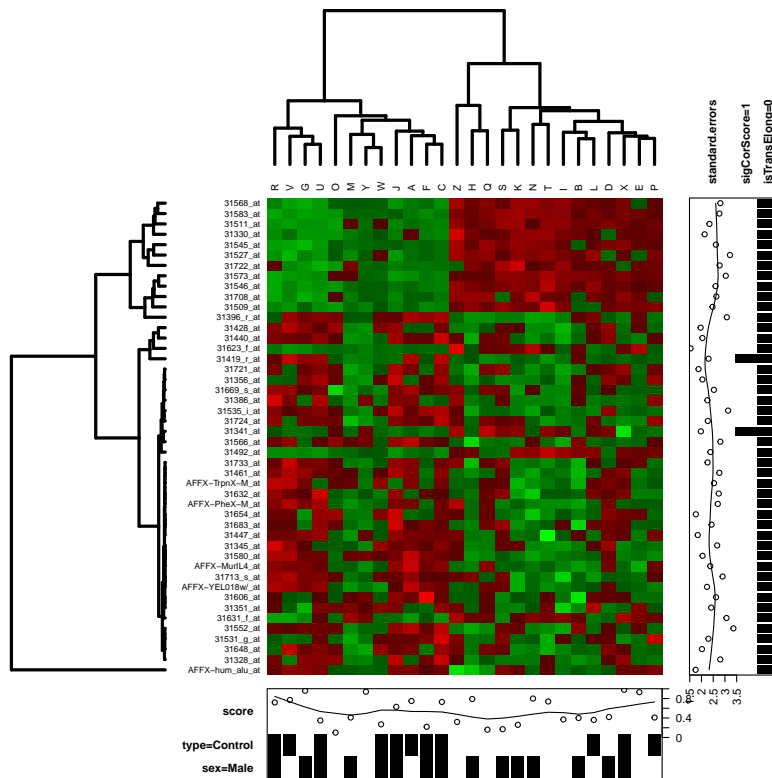 standard.errors
sigCorScore=1
isTransElong=0
R V G U O M Y W J A F C Z H Q S K N T I B L D X E P
31568_at
31583_at
31511_at
31330_at
31545_at
31527_at
31722_at
31573_at
31546_at
31708_at
31509_at
31396_r_at
31428_at
31440_at
31623_f_at
31419_r_at
31721_at
31356_at
31669_s_at
31386_at
31535_i_at
31724_at
31341_at
31566_at
31492_at
31733_at
31461_at
AFFX-TrpnX-M_at
31632_at
AFFX-PheX-M_at
31654_at
31683_at
31447_at
31345_at
31580_at
AFFX-MurIL4_at
31713_s_at
AFFX-YEL018w/_at
31606_at
31351_at
31631_f_at
31552_at
31531_g_at
31648_at
31328_at
AFFX-hum_alu_at
1.5 2 2.5 3 3.5
score
0.8
0.4
0
type=Control
sex=Male